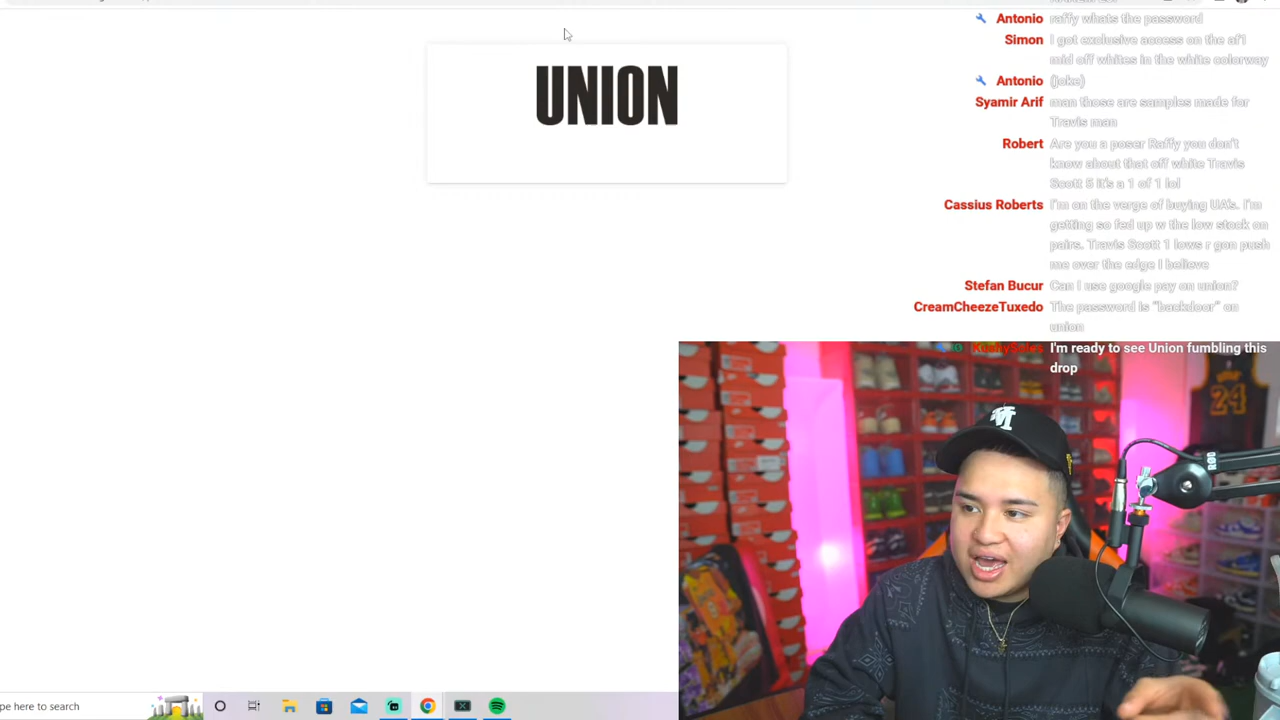 UNION
Antonio raffy whats the password
Simon I got exclusive access on the af1
mid off whites in the white colorway
Antonio (joke)
Syamir Arif man those are samples made for
Travis man
Robert Are you a poser Raffy you don't
know about that off white Travis
Scott 5 it's a 1 of 1 lol
Cassius Roberts I'm on the verge of buying UA's. I'm
getting so fed up w the low stock on
pairs. Travis Scott 1 lows r gon push
me over the edge I believe
Stefan Bucur Can I use google pay on union?
CreamCheezeTuxedo The password is "backdoor" on
union
KushySoles I'm ready to see Union fumbling this
drop
24
RØD
pe here to search